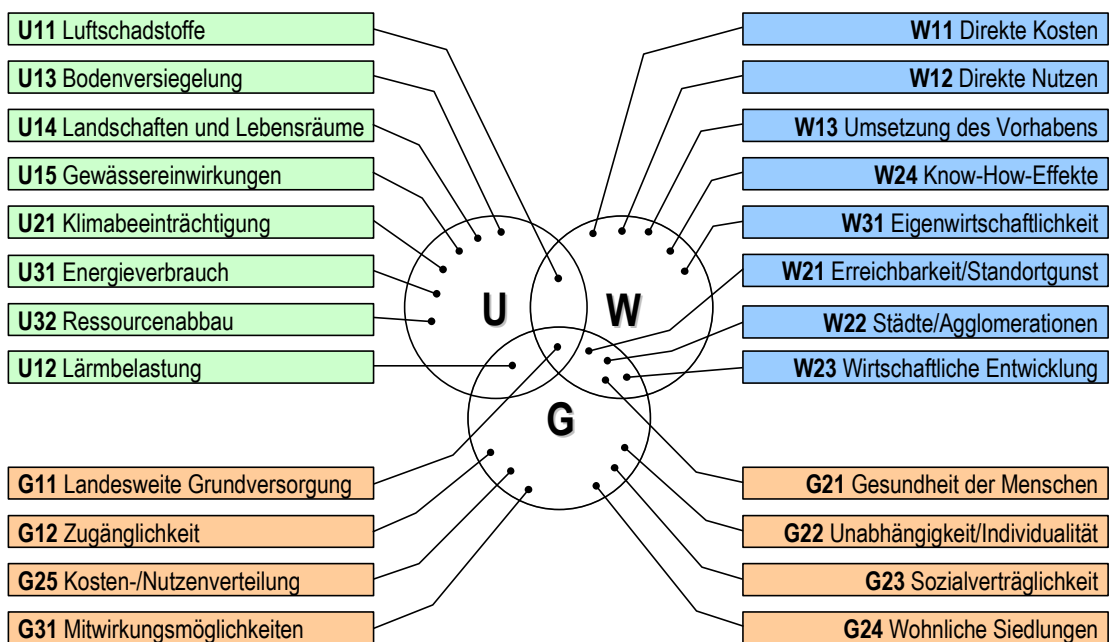 U11 Luftschadstoffe
U13 Bodenversiegelung
U14 Landschaften und Lebensräume
U15 Gewässereinwirkungen
U21 Klimabeeinträchtigung
U31 Energieverbrauch
U32 Ressourcenabbau
U12 Lärmbelastung
W11 Direkte Kosten
W12 Direkte Nutzen
W13 Umsetzung des Vorhabens
W24 Know-How-Effekte
W31 Eigenwirtschaftlichkeit
W21 Erreichbarkeit/Standortgunst
W22 Städte/Agglomerationen
W23 Wirtschaftliche Entwicklung
U
W
G
G11 Landesweite Grundversorgung
G12 Zugänglichkeit
G25 Kosten-/Nutzenverteilung
G31 Mitwirkungsmöglichkeiten
G21 Gesundheit der Menschen
G22 Unabhängigkeit/Individualität
G23 Sozialverträglichkeit
G24 Wohnliche Siedlungen